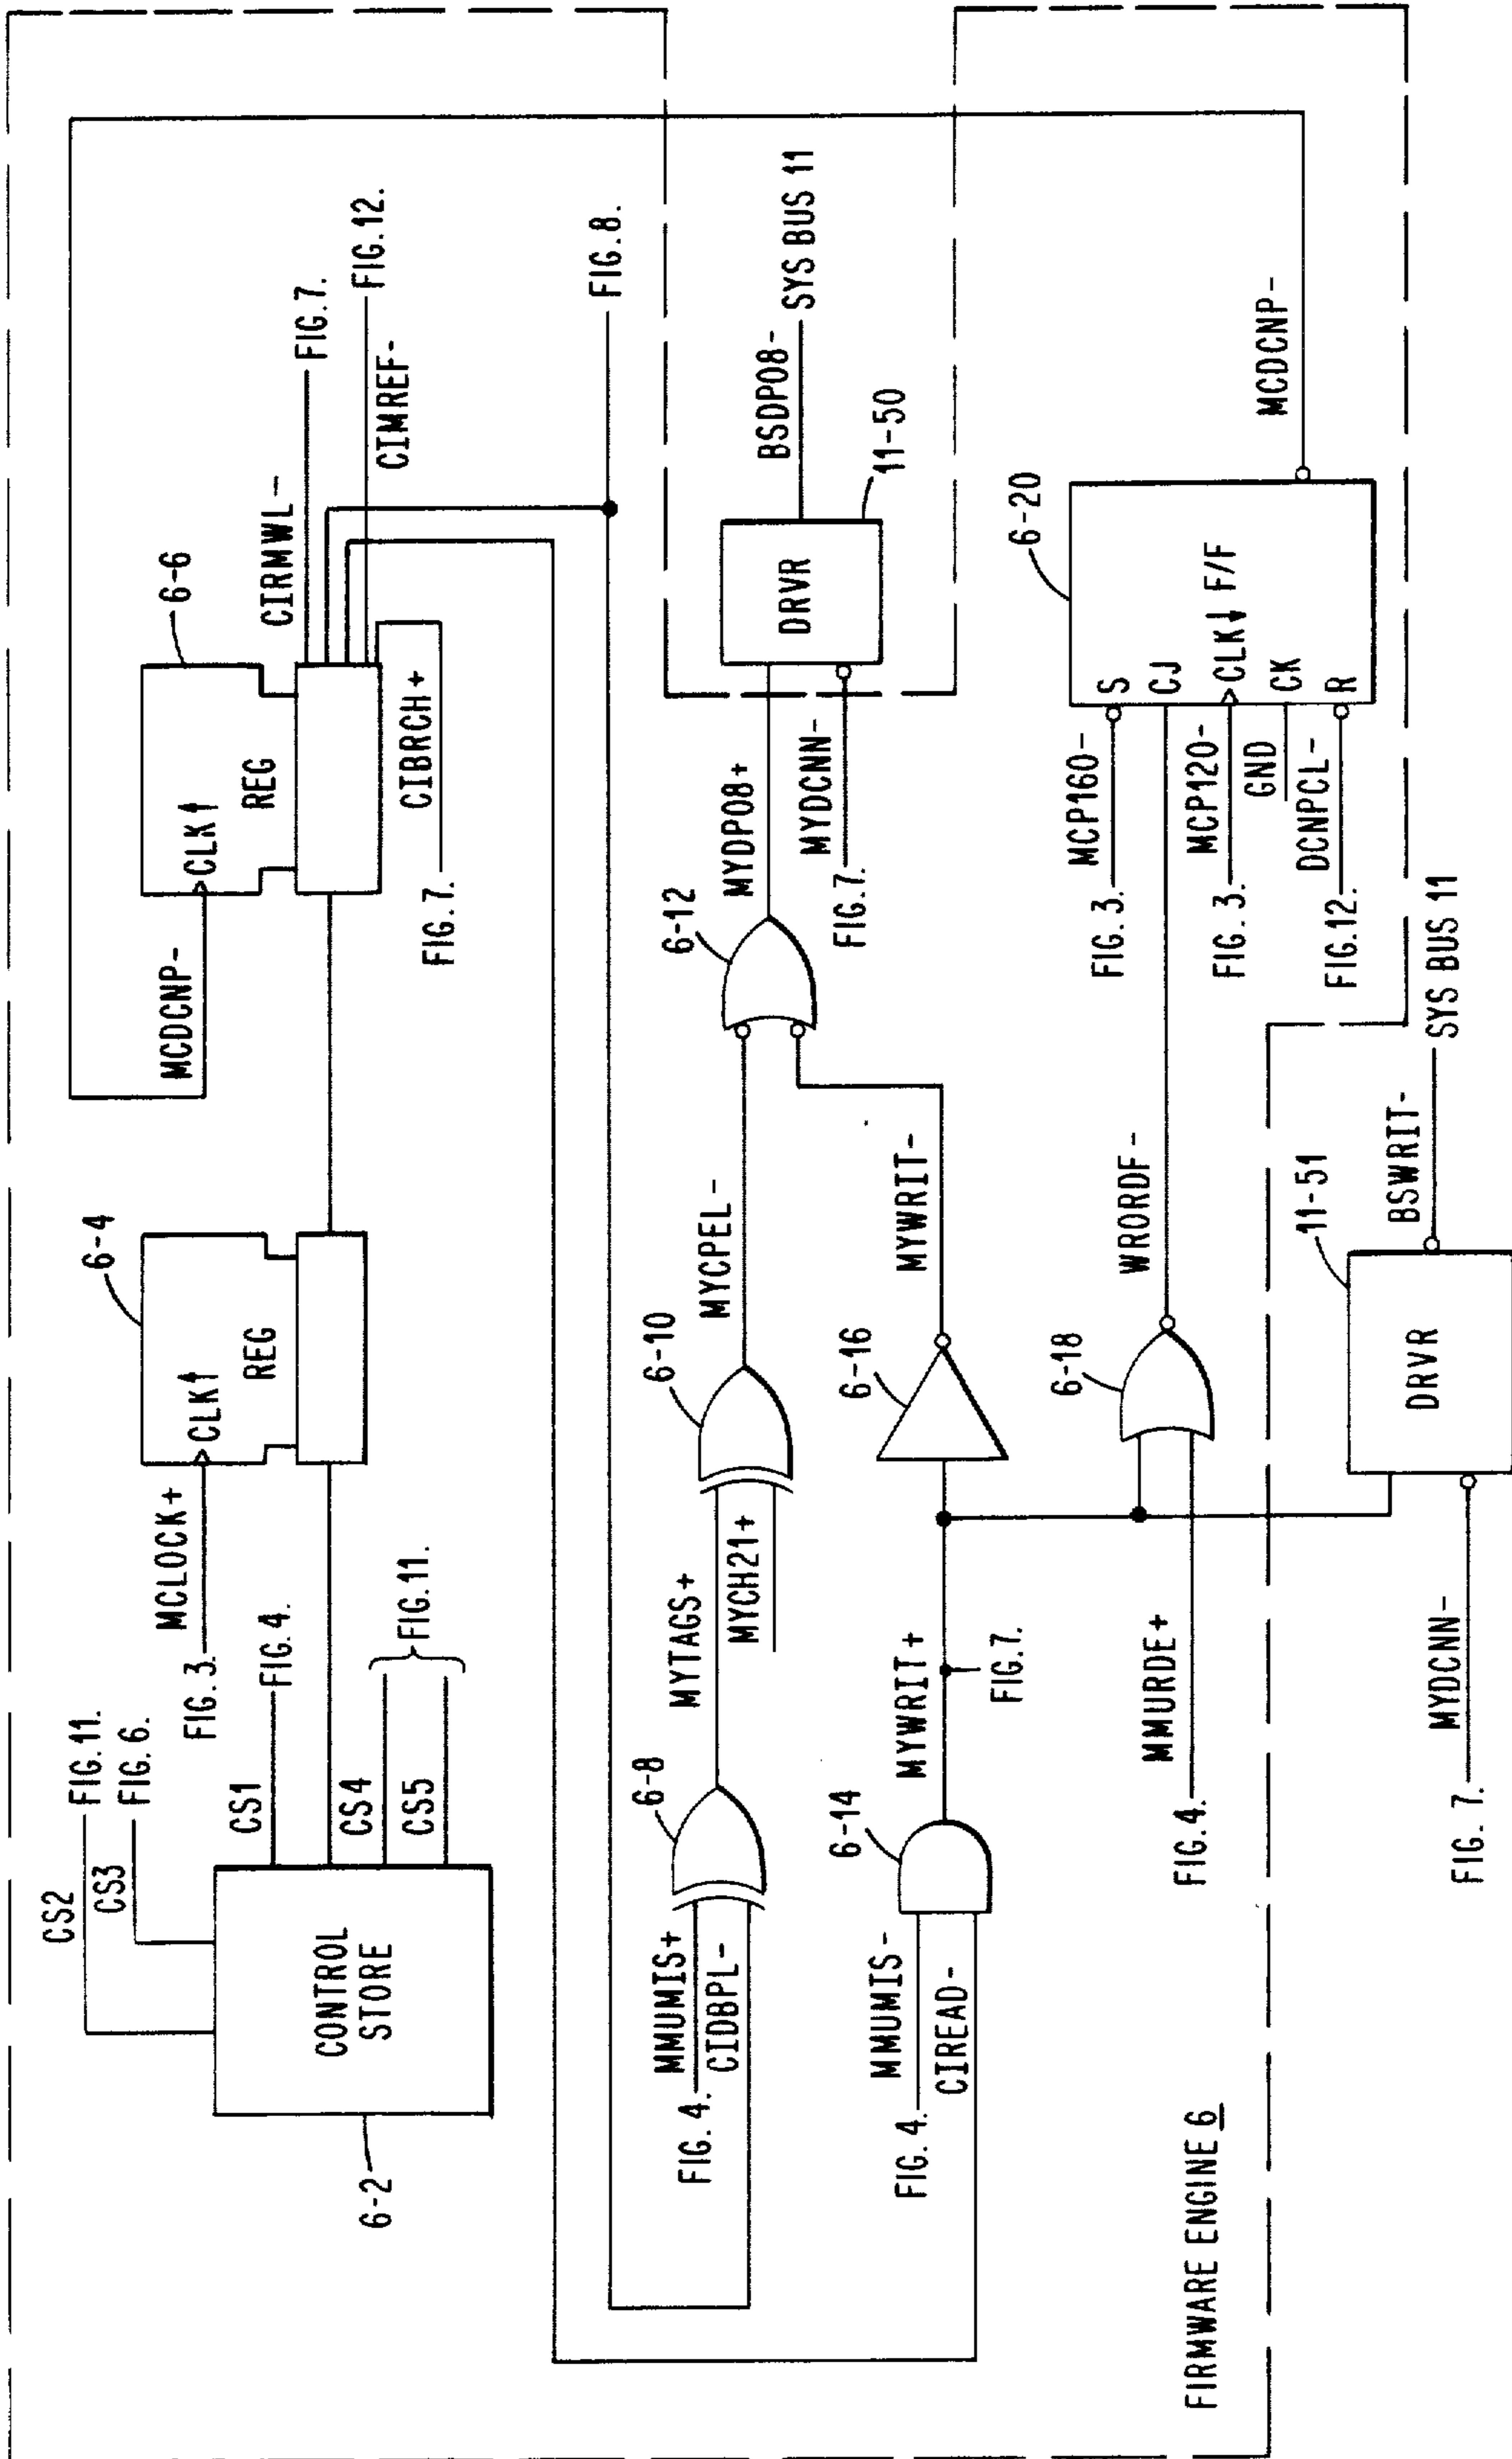 CS2
FIG. 11.
CS3
FIG. 6.
CS1
FIG. 4.
CONTROL
STORE
6-2
CS4
CS5
FIG. 11.
FIG. 3.
MCLOCK+
CLK↑
REG
6-4
MCDCNP-
CLK↑
REG
6-6
CIRMWL-
FIG. 7.
FIG. 12.
CIMREF-
CIBRCH+
FIG. 7.
FIG. 8.
FIG. 4.
MMUMIS+
CIDBPL-
6-8
MYTAGS+
MYCH21+
6-10
MYCPEL-
6-12
MYDP08+
MYDCNN-
FIG. 7.
DRVR
11-50
BSDP08-
SYS BUS 11
FIG. 4.
MMUMIS-
CIREAD-
6-14
MYWRIT+
FIG. 7.
6-16
MYWRIT-
FIG. 4.
MMURDE+
6-18
WRORDF-
FIG. 3.
MCP160-
FIG. 3.
MCP120-
GND
FIG. 12.
DCNPCL-
S
CJ
CLK↓ F/F
CK
R
6-20
MCDCNP-
FIRMWARE ENGINE 6
FIG. 7.
MYDCNN-
DRVR
11-51
BSWRIT-
SYS BUS 11